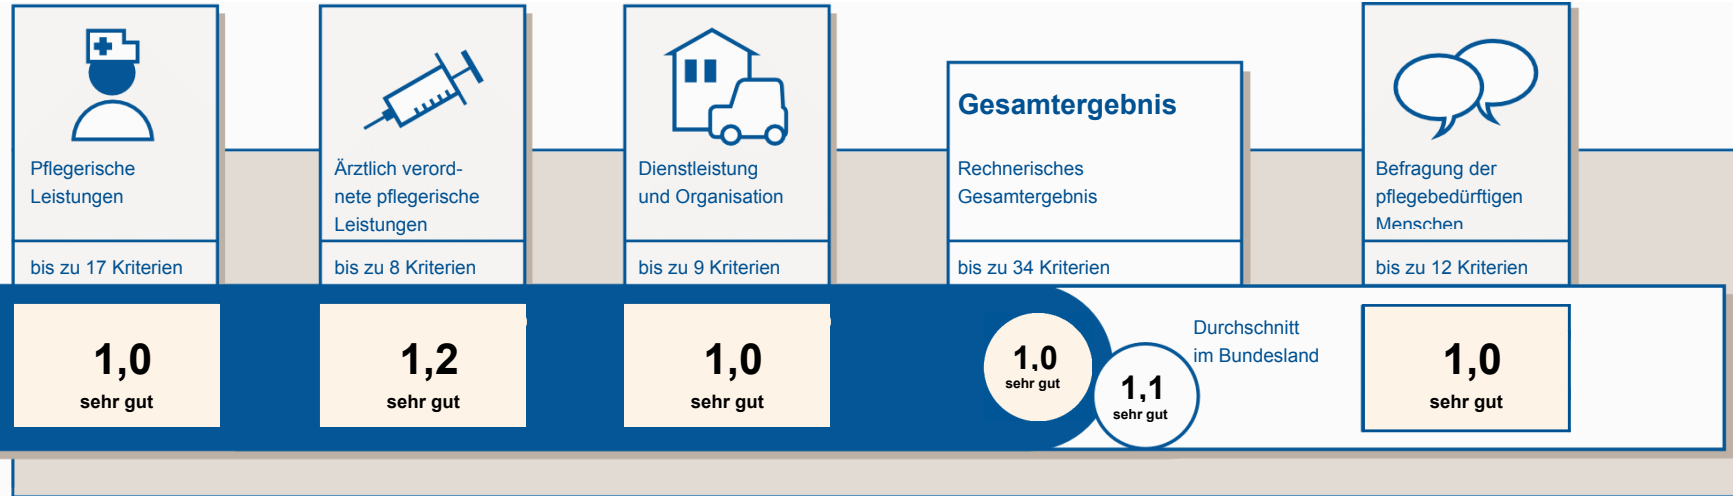 Pflegerische
Leistungen
bis zu 17 Kriterien
1,0
sehr gut
Ärztlich verord-
nete pflegerische
Leistungen
bis zu 8 Kriterien
1,2
sehr gut
Dienstleistung
und Organisation
bis zu 9 Kriterien
1,0
sehr gut
Gesamtergebnis
Rechnerisches
Gesamtergebnis
bis zu 34 Kriterien
1,0
sehr gut
1,1
sehr gut
Durchschnitt
im Bundesland
Befragung der
pflegebedürftigen
Menschen
bis zu 12 Kriterien
1,0
sehr gut